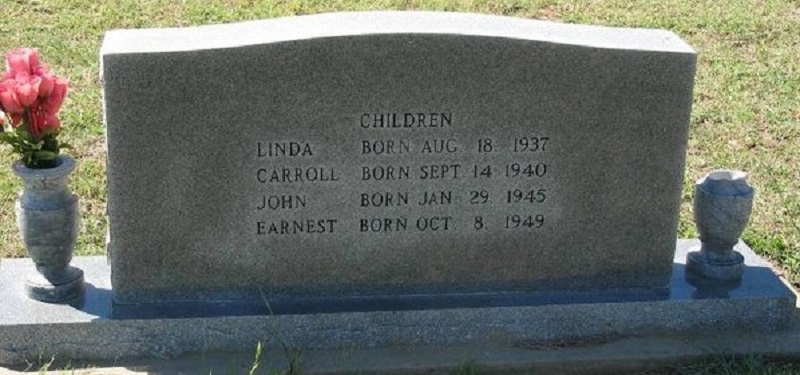 CHILDREN
LINDA BORN AUG. 18. 1937
CARROLL BORN SEPT. 14 1940
JOHN BORN JAN. 29. 1945
EARNEST BORN OCT. 8. 1949